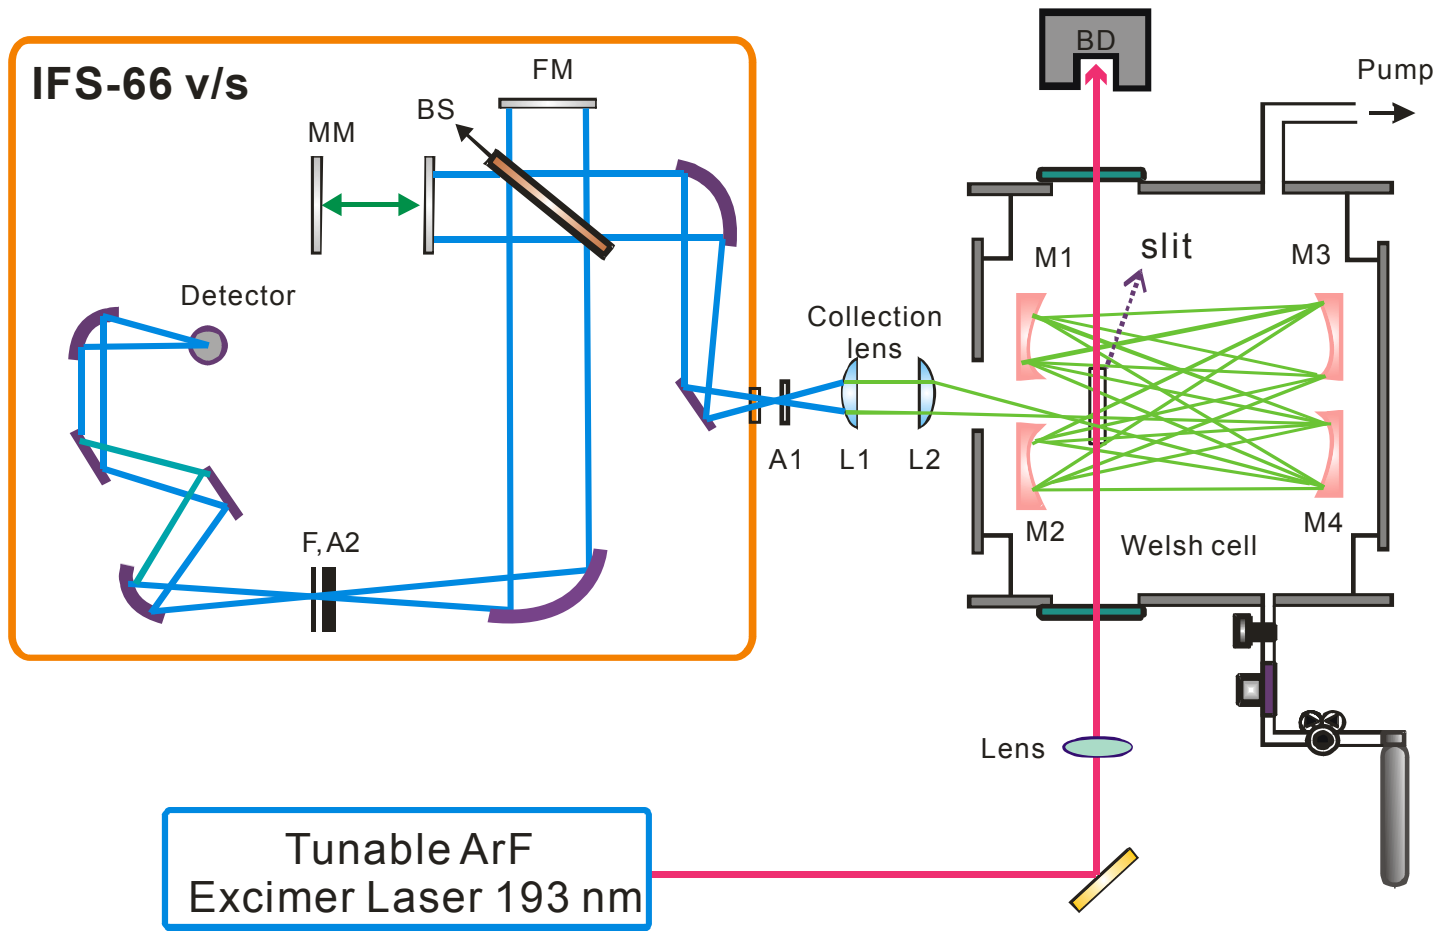 IFS-66 v/s
FM
BS
MM
Detector
F, A2
BD
Pump
M1
slit
M3
Collection
lens
A1
L1
L2
M2
M4
Welsh cell
Lens
Tunable ArF
Excimer Laser 193 nm